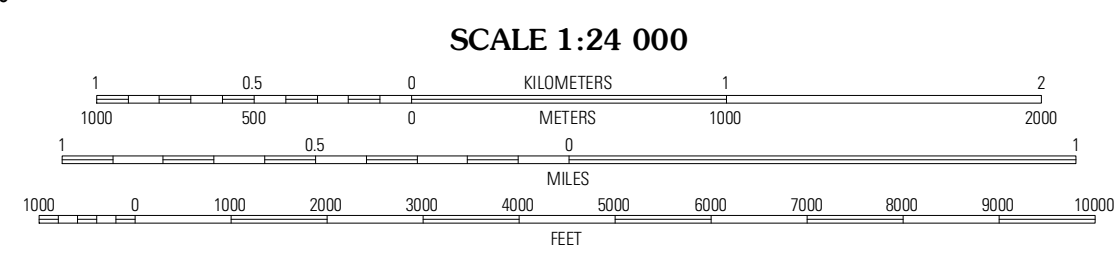 SCALE 1:24 000
1 0.5 0 KILOMETERS 1 2
1000 500 0 METERS 1000 2000
1 0.5 0 1
MILES
1000 0 1000 2000 3000 4000 5000 6000 7000 8000 9000 10000
FEET